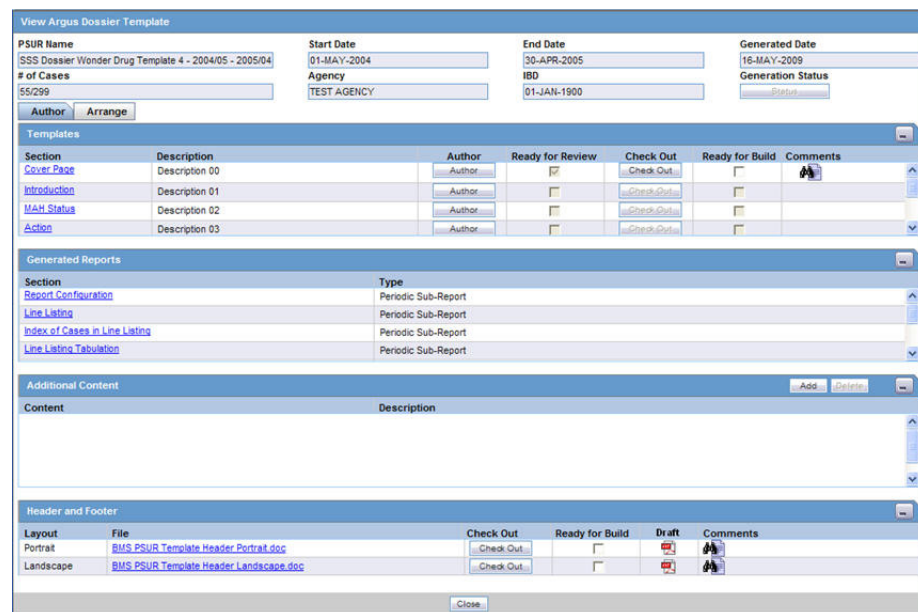 View Argus Dossier Template
PSUR Name Start Date End Date Generated Date
SSS Dossier Wonder Drug Template 4 - 2004/05 - 2005/04 01-MAY-2004 30-APR-2005 16-MAY-2009
# of Cases Agency IBD Generation Status
55/299 TEST AGENCY 01-JAN-1900 Status
Author Arrange
Templates
Section Description Author Ready for Review Check Out Ready for Build Comments
Cover Page Description 00 Author Check Out
Introduction Description 01 Author Check Out
MAH Status Description 02 Author Check Out
Action Description 03 Author Check Out
Generated Reports
Section Type
Report Configuration Periodic Sub-Report
Line Listing Periodic Sub-Report
Index of Cases in Line Listing Periodic Sub-Report
Line Listing Tabulation Periodic Sub-Report
Additional Content Add Delete
Content Description
Header and Footer
Layout File Check Out Ready for Build Draft Comments
Portrait BMS PSUR Template Header Portrait.doc Check Out
Landscape BMS PSUR Template Header Landscape.doc Check Out
Close